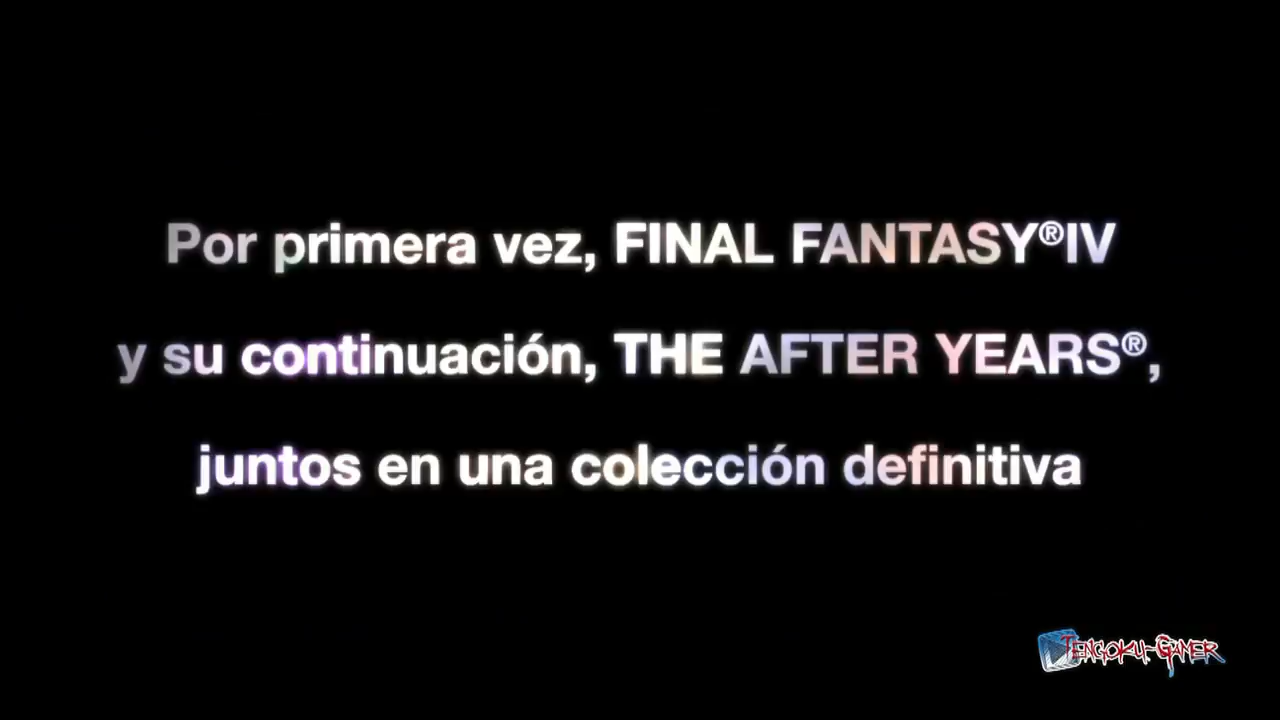 Por primera vez, FINAL FANTASY®IV
y su continuación, THE AFTER YEARS®,
juntos en una colección definitiva
TENGOKU-GAMER